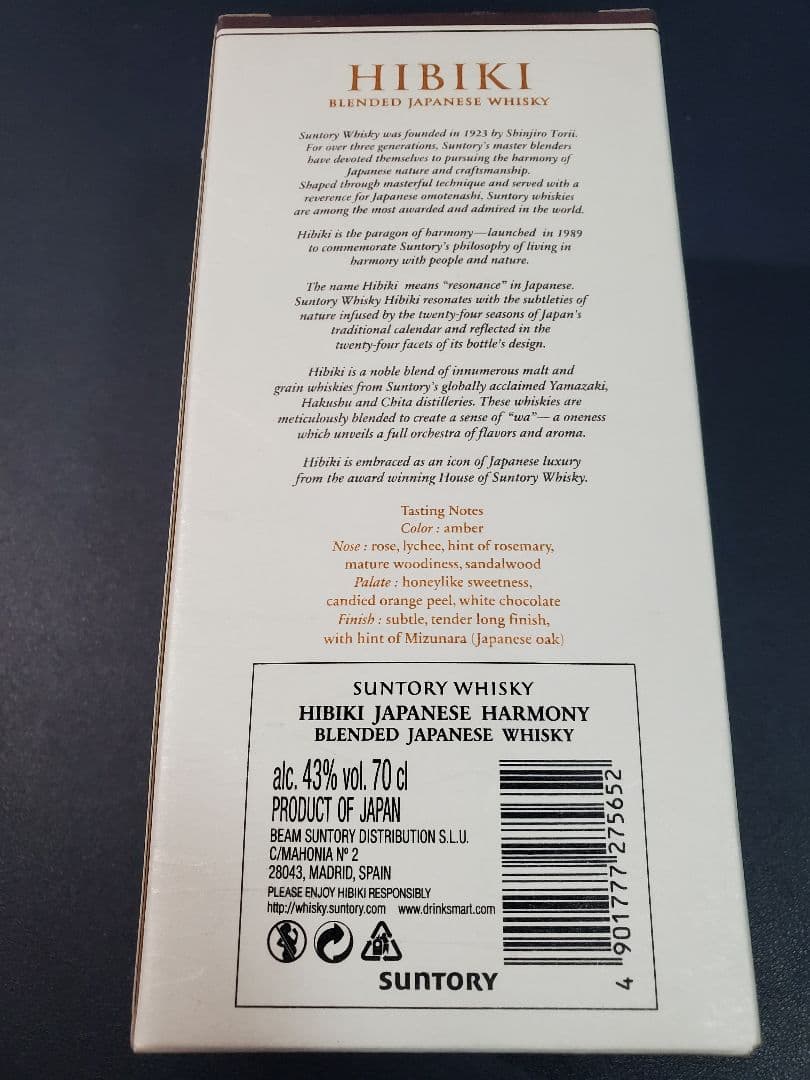 HIBIKI
BLENDED JAPANESE WHISKY
Suntory Whisky was founded in 1923 by Shinjiro Torii.
For over three generations, Suntory's master blenders
have devoted themselves to pursuing the harmony of
Japanese nature and craftsmanship.
Shaped through masterful technique and served with a
reverence for Japanese omotenashi, Suntory whiskies
are among the most awarded and admired in the world.
Hibiki is the paragon of harmony—launched in 1989
to commemorate Suntory's philosophy of living in
harmony with people and nature.
The name Hibiki means "resonance" in Japanese.
Suntory Whisky Hibiki resonates with the subtleties of
nature infused by the twenty-four seasons of Japan's
traditional calendar and reflected in the
twenty-four facets of its bottle's design.
Hibiki is a noble blend of innumerous malt and
grain whiskies from Suntory's globally acclaimed Yamazaki,
Hakushu and Chita distilleries. These whiskies are
meticulously blended to create a sense of "wa"— a oneness
which unveils a full orchestra of flavors and aroma.
Hibiki is embraced as an icon of Japanese luxury
from the award winning House of Suntory Whisky.
Tasting Notes
Color : amber
Nose : rose, lychee, hint of rosemary,
mature woodiness, sandalwood
Palate : honeylike sweetness,
candied orange peel, white chocolate
Finish : subtle, tender long finish,
with hint of Mizunara (Japanese oak)
SUNTORY WHISKY
HIBIKI JAPANESE HARMONY
BLENDED JAPANESE WHISKY
alc. 43% vol. 70 cl
PRODUCT OF JAPAN
BEAM SUNTORY DISTRIBUTION S.L.U.
C/MAHONIA Nº 2
28043, MADRID, SPAIN
PLEASE ENJOY HIBIKI RESPONSIBLY
http://whisky.suntory.com www.drinksmart.com
SUNTORY
4 901777 275652